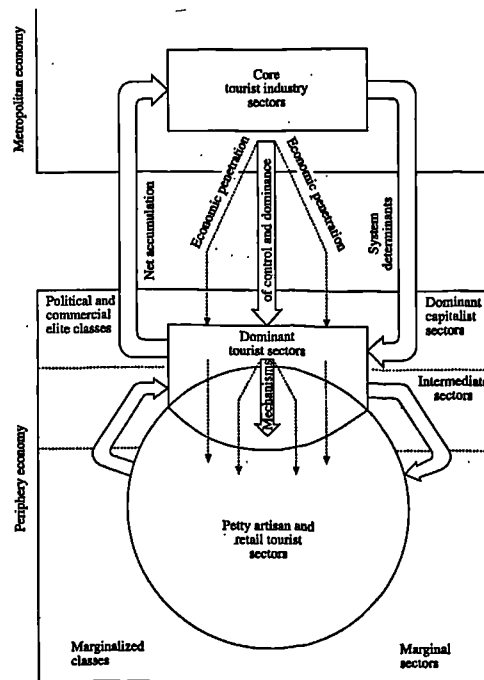 Metropolitan economy
Core
tourist industry
sectors
Economic penetration
Economic penetration
Net accumulation
of control and dominance
System
determinants
Political and
commercial
elite classes
Dominant
capitalist
sectors
Dominant
tourist sectors
Mechanisms
Intermediate
sectors
Periphery economy
Petty artisan and
retail tourist
sectors
Marginalized
classes
Marginal
sectors